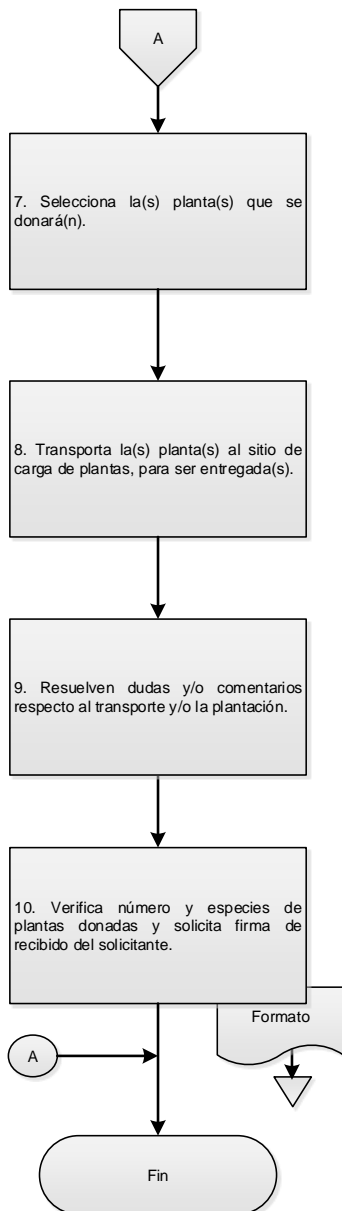 A
7. Selecciona la(s) planta(s) que se
donará(n).
8. Transporta la(s) planta(s) al sitio de
carga de plantas, para ser entregada(s).
9. Resuelven dudas y/o comentarios
respecto al transporte y/o la plantación.
10. Verifica número y especies de
plantas donadas y solicita firma de
recibido del solicitante.
Formato
A
Fin